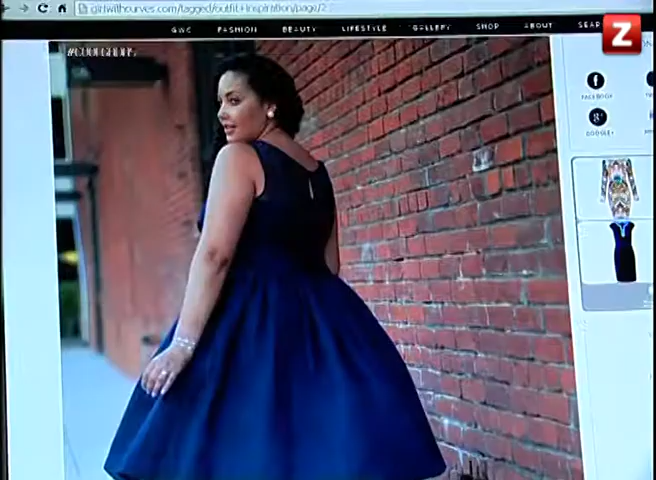 girlwithcurves.com/tagged/outfit+Inspiration/page/2
GWC FASHION BEAUTY LIFESTYLE GALLERY SHOP ABOUT
Z
FACEBOOK
GOOGLE+